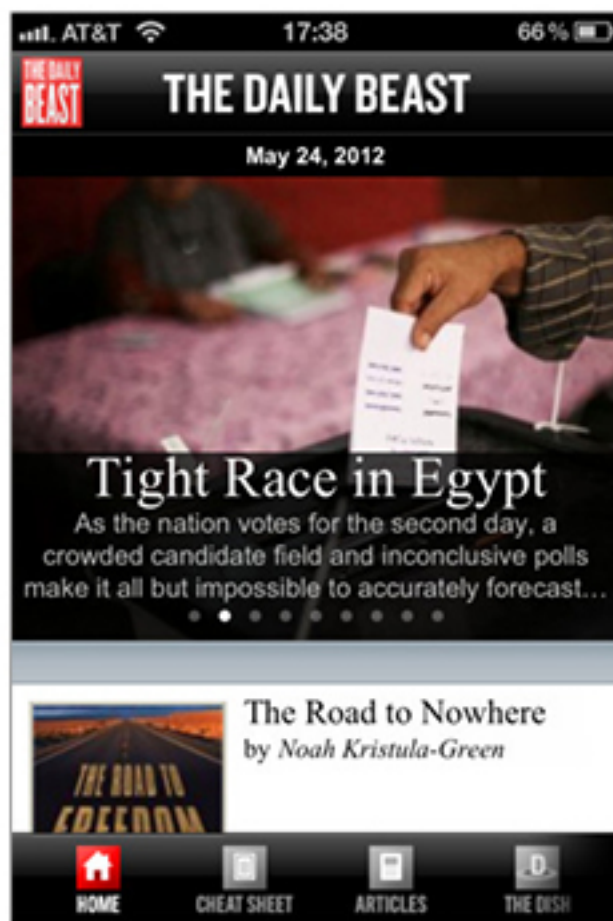 AT&T 17:38 66%
THE DAILY
BEAST
THE DAILY BEAST
May 24, 2012
Tight Race in Egypt
As the nation votes for the second day, a
crowded candidate field and inconclusive polls
make it all but impossible to accurately forecast...
The Road to Nowhere
by Noah Kristula-Green
THE ROAD TO
FREEDOM
HOME CHEAT SHEET ARTICLES THE DISH